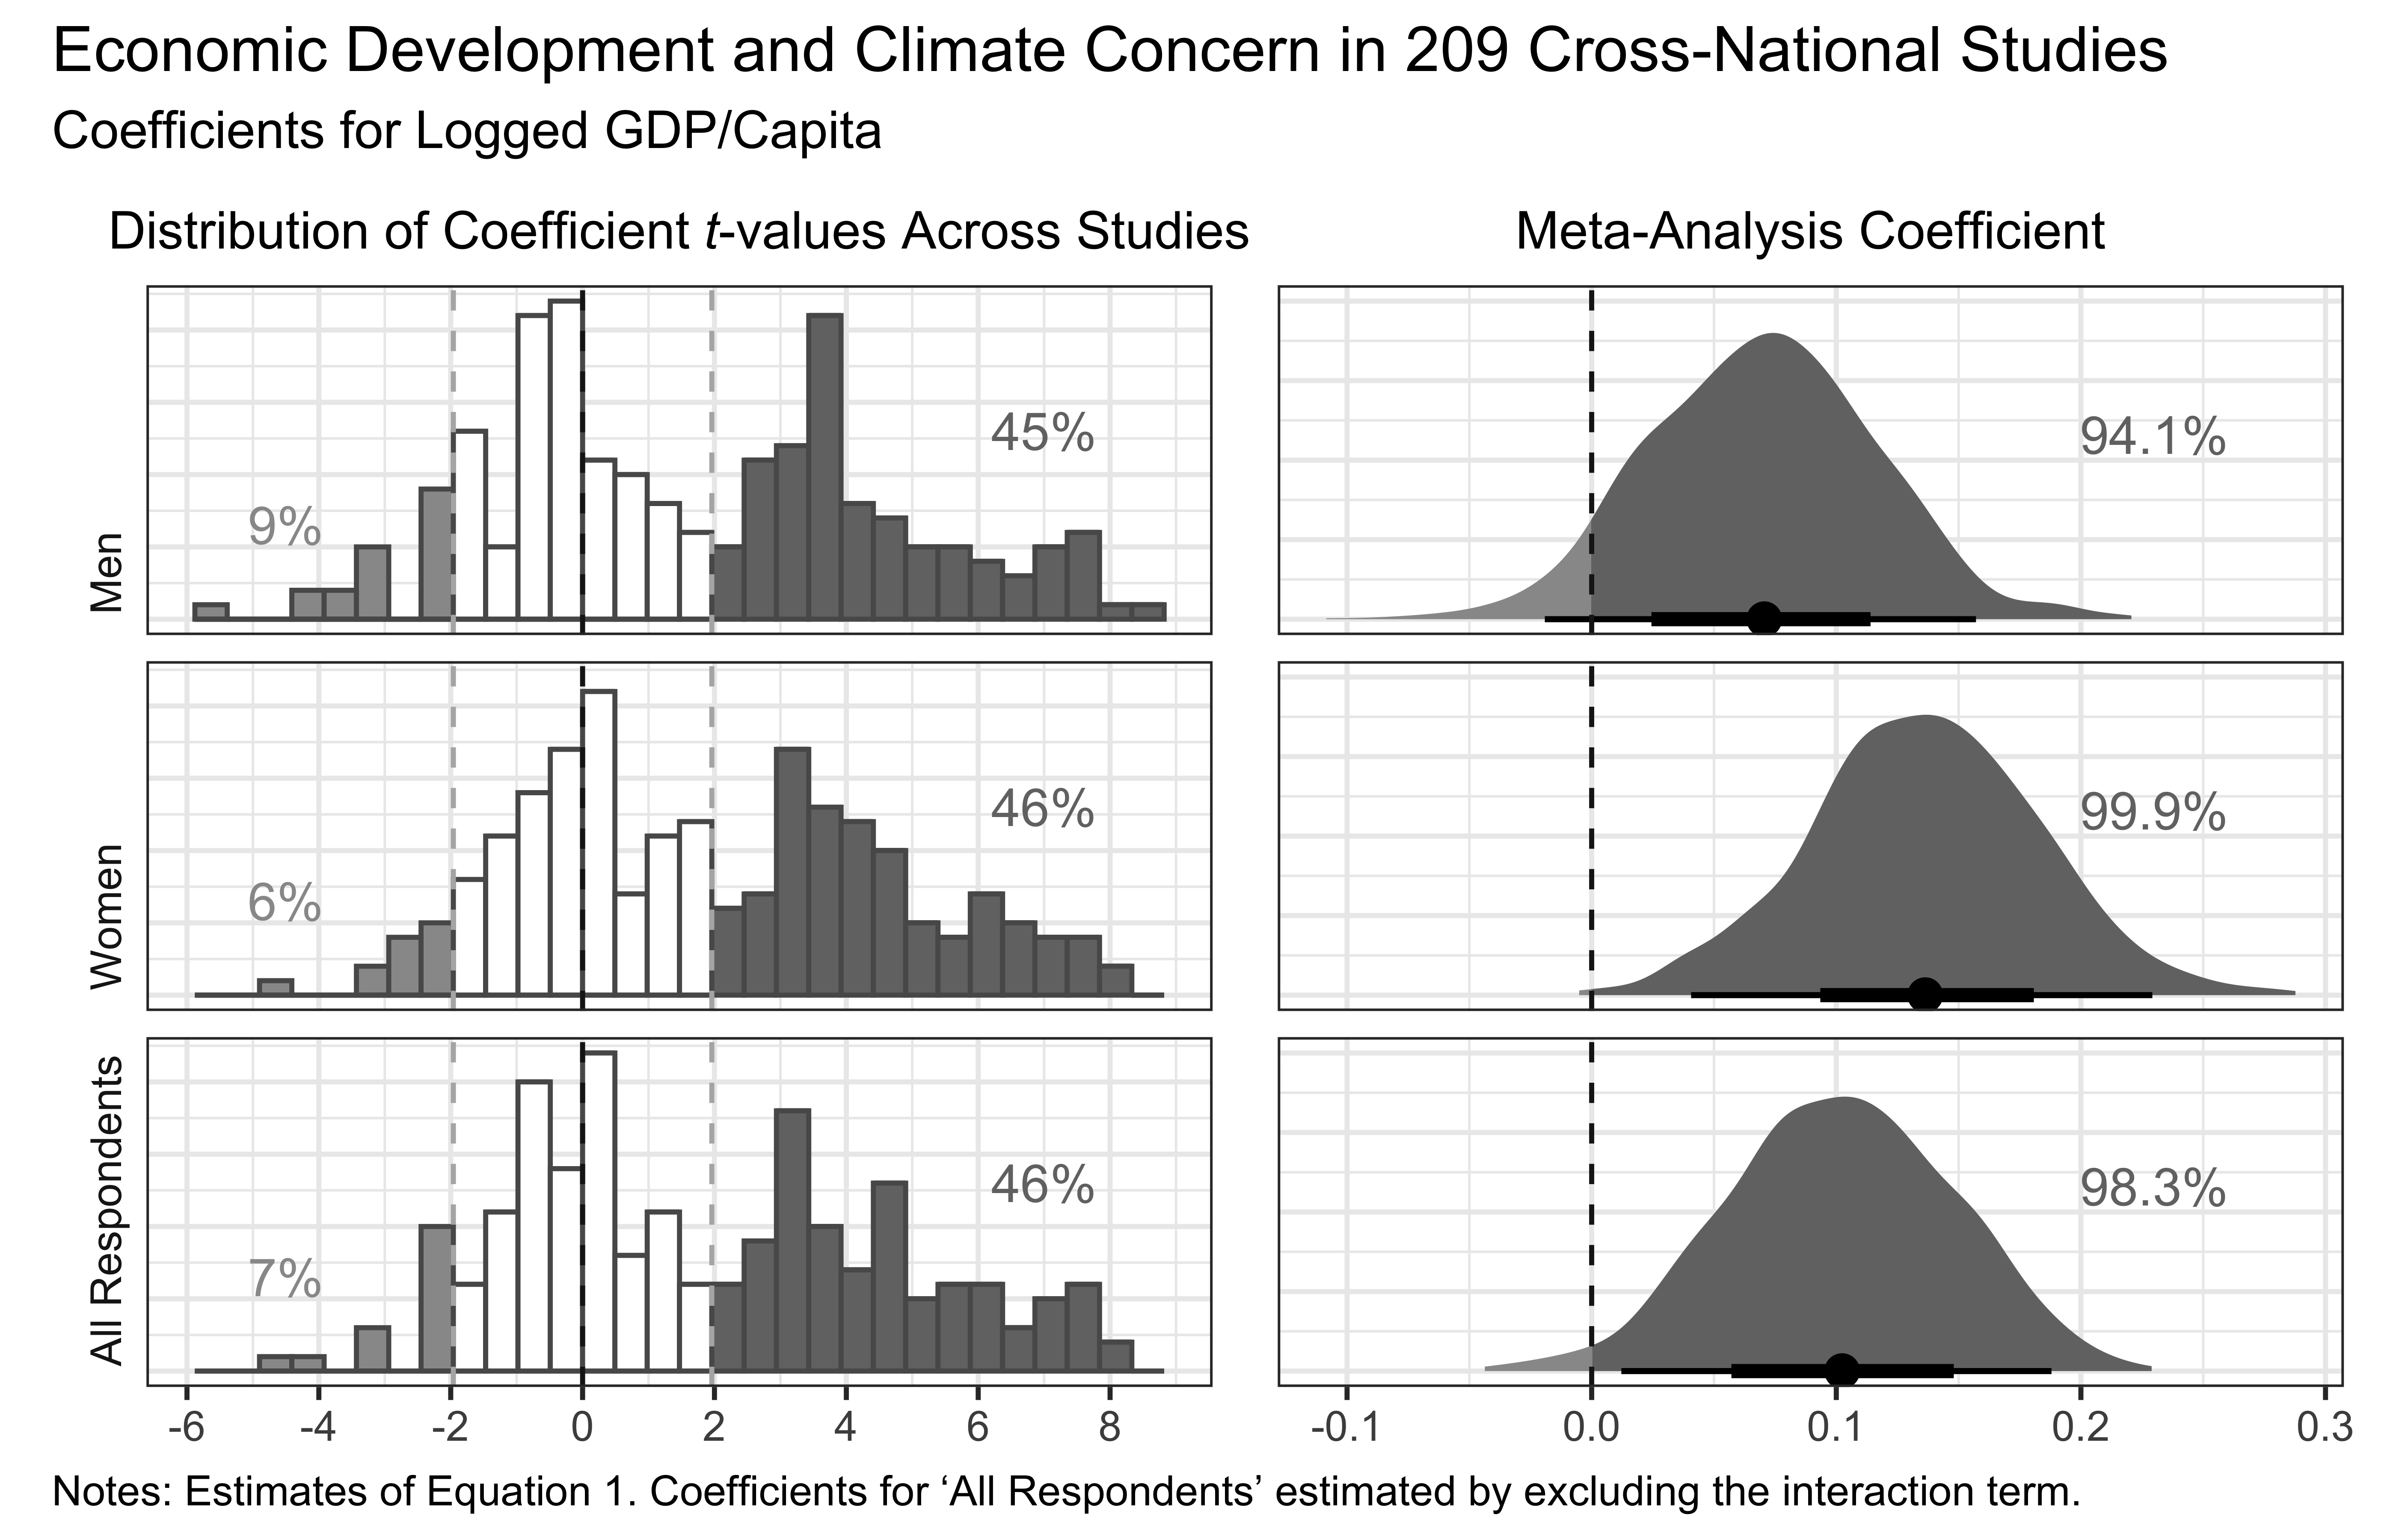 Economic Development and Climate Concern in 209 Cross-National Studies
Coefficients for Logged GDP/Capita
Distribution of Coefficient t-values Across Studies
Meta-Analysis Coefficient
Men
9%
45%
94.1%
Women
6%
46%
99.9%
All Respondents
7%
46%
98.3%
-6 -4 -2 0 2 4 6 8
-0.1 0.0 0.1 0.2 0.3
Notes: Estimates of Equation 1. Coefficients for ‘All Respondents’ estimated by excluding the interaction term.